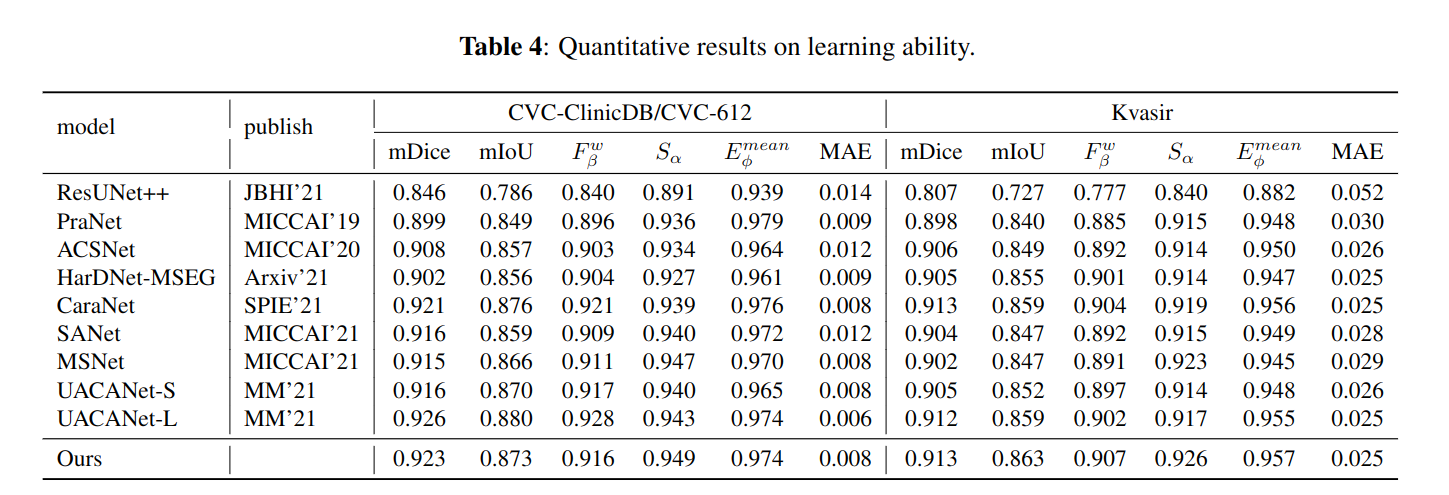 Table 4: Quantitative results on learning ability.
model publish CVC-ClinicDB/CVC-612 Kvasir
mDice mIoU F_β^w S_α E_ϕ^{mean} MAE mDice mIoU F_β^w S_α E_ϕ^{mean} MAE
ResUNet++ JBHI’21 0.846 0.786 0.840 0.891 0.939 0.014 0.807 0.727 0.777 0.840 0.882 0.052
PraNet MICCAI’19 0.899 0.849 0.896 0.936 0.979 0.009 0.898 0.840 0.885 0.915 0.948 0.030
ACSNet MICCAI’20 0.908 0.857 0.903 0.934 0.964 0.012 0.906 0.849 0.892 0.914 0.950 0.026
HarDNet-MSEG Arxiv’21 0.902 0.856 0.904 0.927 0.961 0.009 0.905 0.855 0.901 0.914 0.947 0.025
CaraNet SPIE’21 0.921 0.876 0.921 0.939 0.976 0.008 0.913 0.859 0.904 0.919 0.956 0.025
SANet MICCAI’21 0.916 0.859 0.909 0.940 0.972 0.012 0.904 0.847 0.892 0.915 0.949 0.028
MSNet MICCAI’21 0.915 0.866 0.911 0.947 0.970 0.008 0.902 0.847 0.891 0.923 0.945 0.029
UACANet-S MM’21 0.916 0.870 0.917 0.940 0.965 0.008 0.905 0.852 0.897 0.914 0.948 0.026
UACANet-L MM’21 0.926 0.880 0.928 0.943 0.974 0.006 0.912 0.859 0.902 0.917 0.955 0.025
Ours 0.923 0.873 0.916 0.949 0.974 0.008 0.913 0.863 0.907 0.926 0.957 0.025